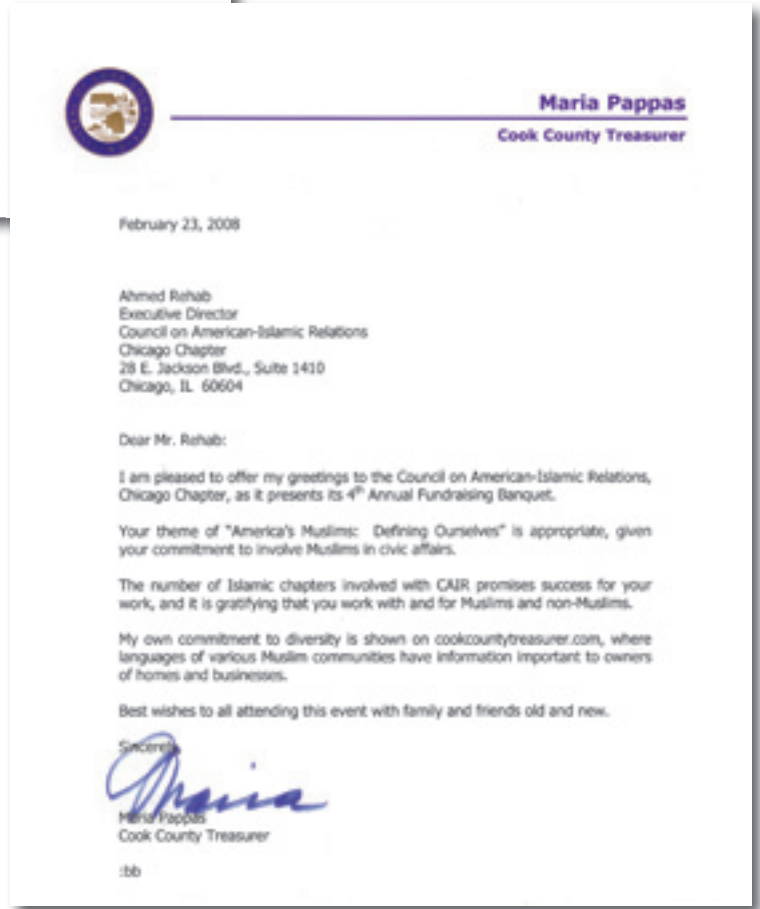 Maria Pappas
Cook County Treasurer
February 23, 2008
Ahmed Rehab
Executive Director
Council on American-Islamic Relations
Chicago Chapter
28 E. Jackson Blvd., Suite 1410
Chicago, IL 60604
Dear Mr. Rehab:
I am pleased to offer my greetings to the Council on American-Islamic Relations,
Chicago Chapter, as it presents its 4th Annual Fundraising Banquet.
Your theme of "America's Muslims: Defining Ourselves" is appropriate, given
your commitment to involve Muslims in civic affairs.
The number of Islamic chapters involved with CAIR promises success for your
work, and it is gratifying that you work with and for Muslims and non-Muslims.
My own commitment to diversity is shown on cookcountytreasurer.com, where
languages of various Muslim communities have information important to owners
of homes and businesses.
Best wishes to all attending this event with family and friends old and new.
Sincerely,
Maria
Maria Pappas
Cook County Treasurer
:bb